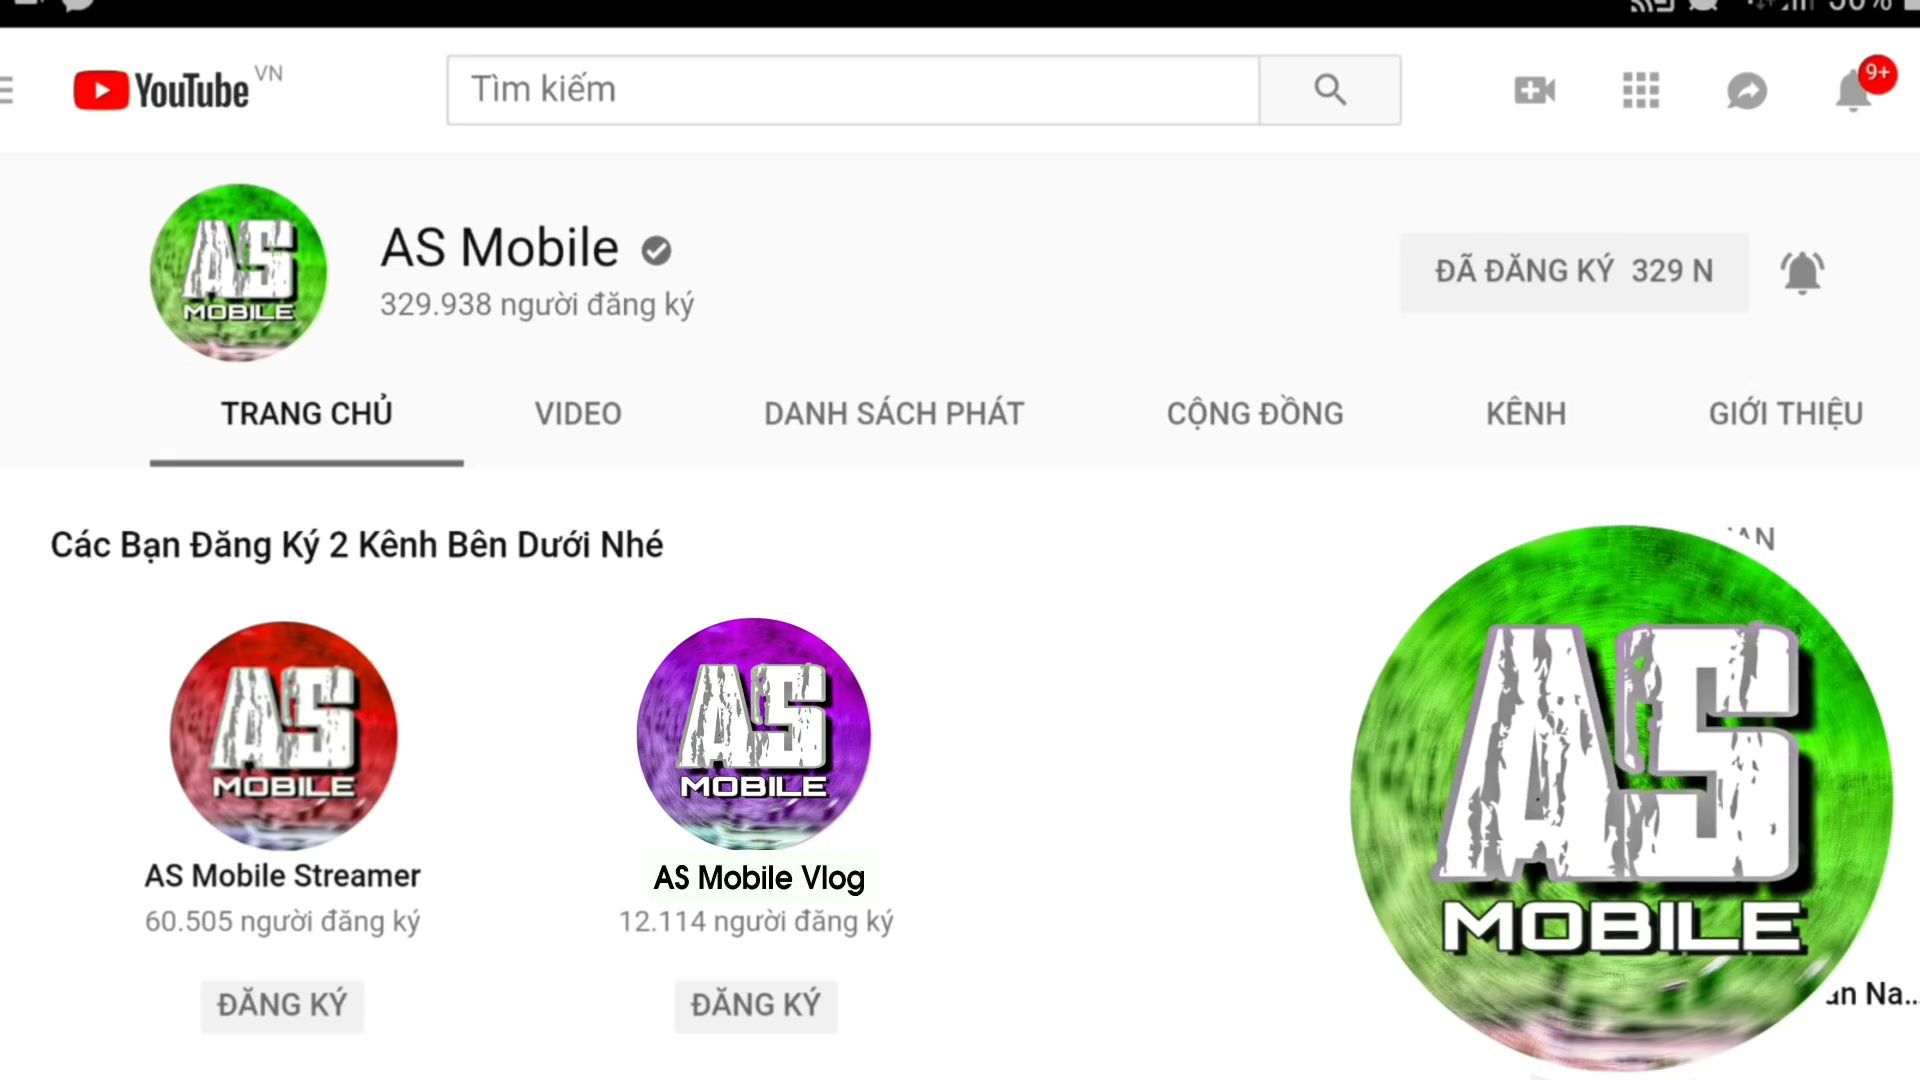 YouTube VN
Tìm kiếm
9+
AS
MOBILE
AS Mobile
329.938 người đăng ký
ĐÃ ĐĂNG KÝ 329 N
TRANG CHỦ
VIDEO
DANH SÁCH PHÁT
CỘNG ĐỒNG
KÊNH
GIỚI THIỆU
Các Bạn Đăng Ký 2 Kênh Bên Dưới Nhé
AS
MOBILE
AS Mobile Streamer
60.505 người đăng ký
ĐĂNG KÝ
AS
MOBILE
AS Mobile Vlog
12.114 người đăng ký
ĐĂNG KÝ
AS
MOBILE
Na...